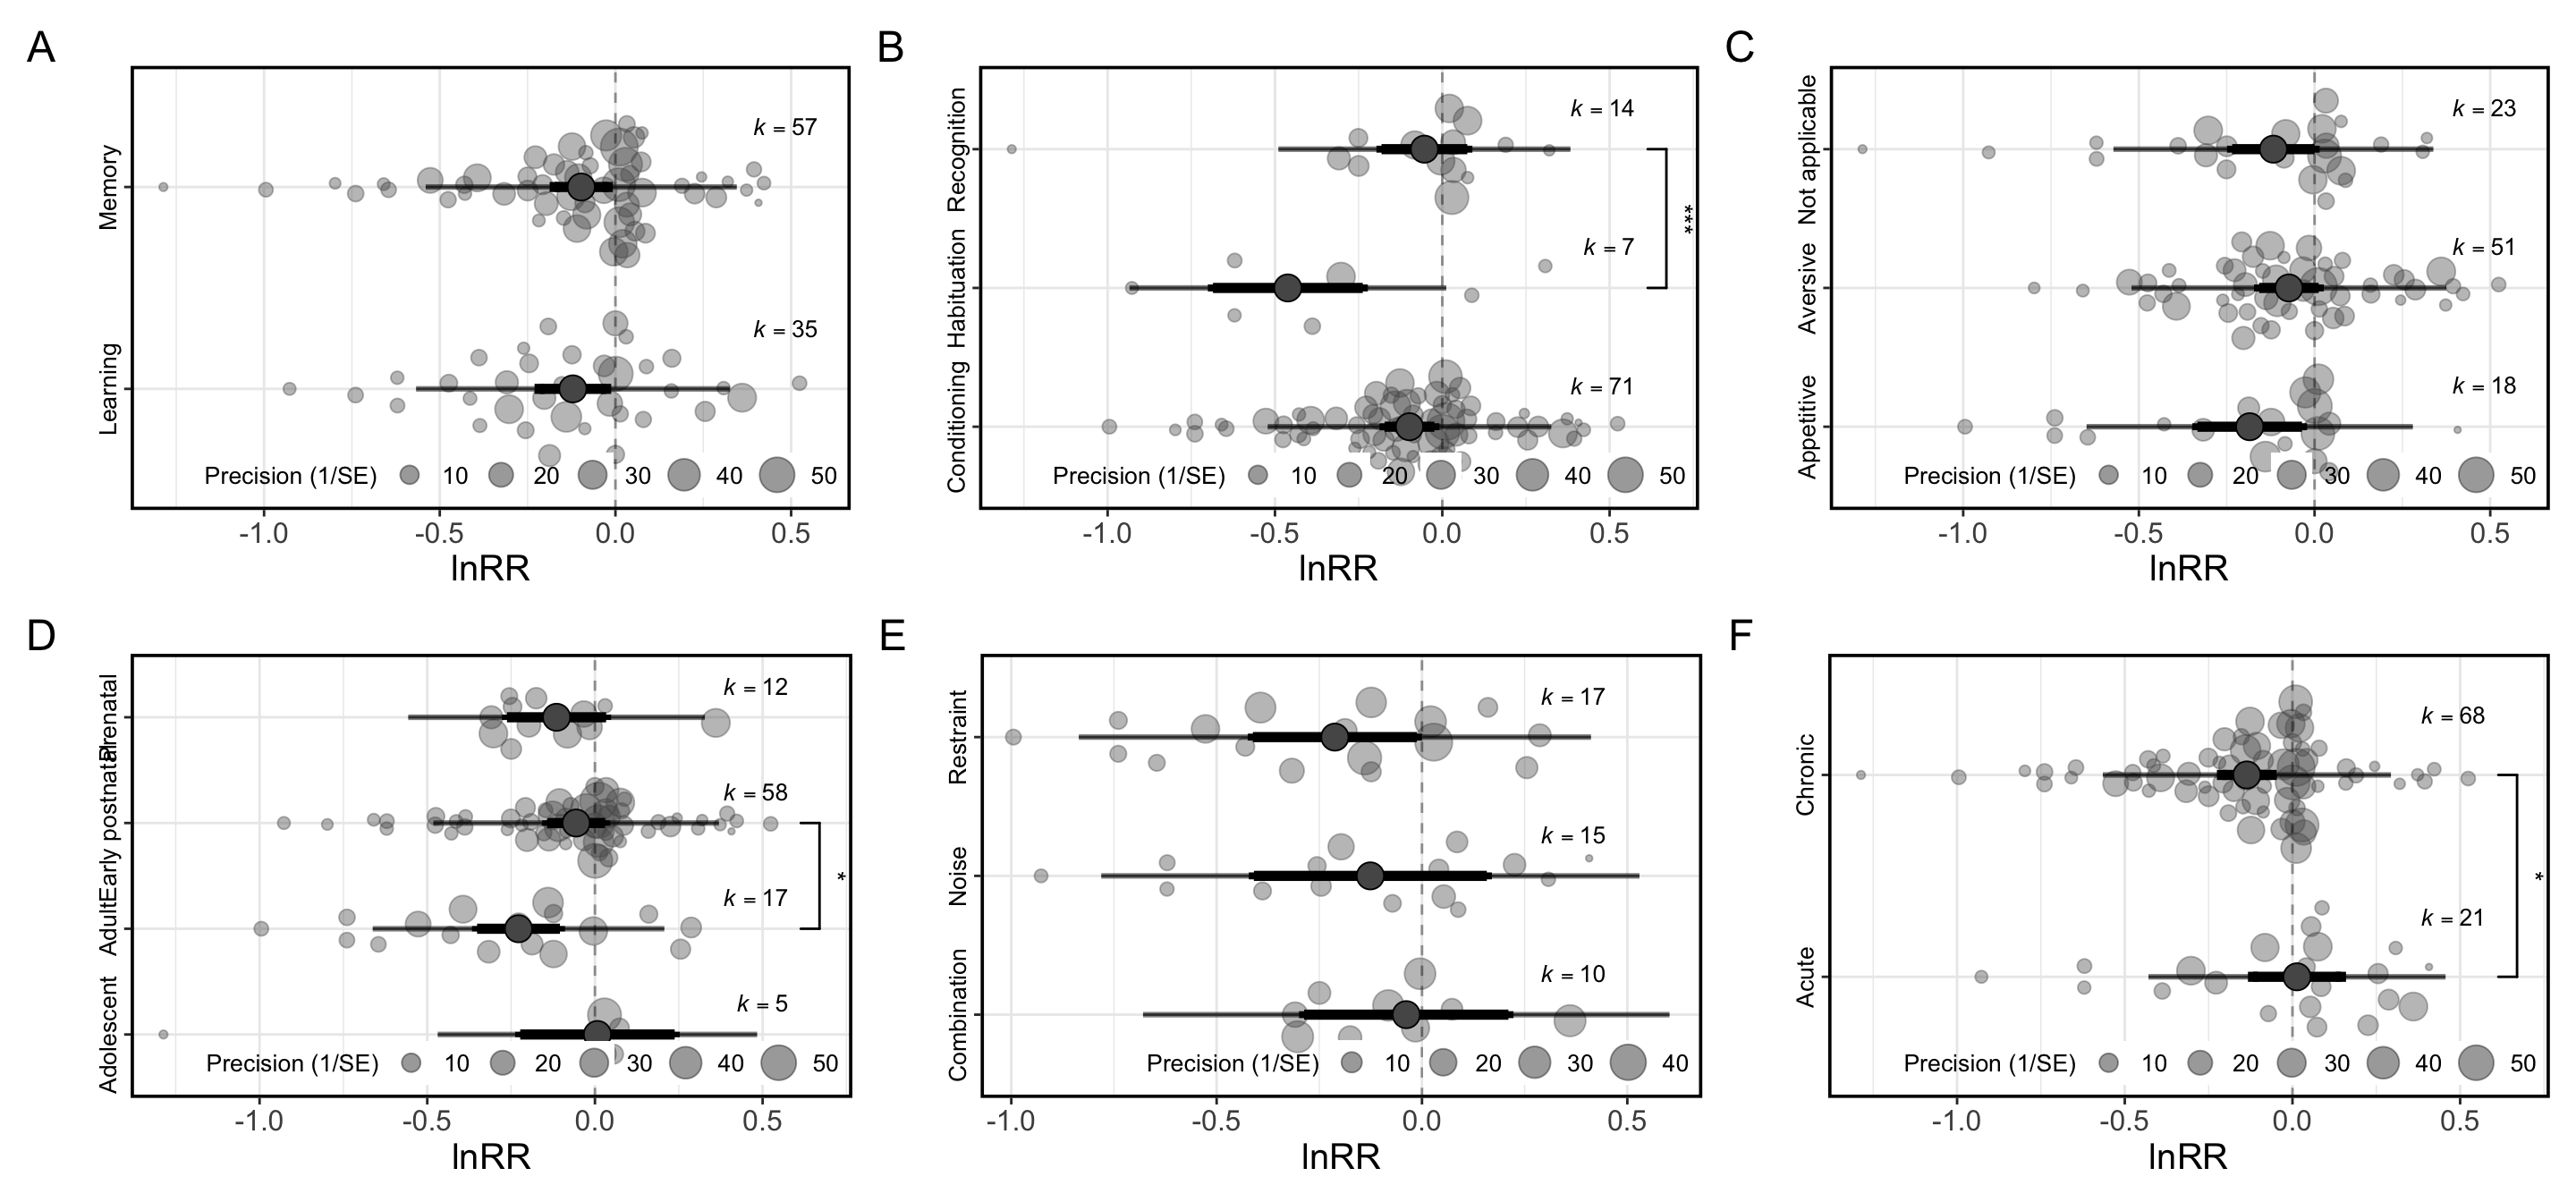 A
Memory
Learning
k = 57
k = 35
Precision (1/SE) 10 20 30 40 50
-1.0 -0.5 0.0 0.5
lnRR
B
Recognition
Habituation
Conditioning
k = 14
k = 7
k = 71
***
Precision (1/SE) 10 20 30 40 50
-1.0 -0.5 0.0 0.5
lnRR
C
Not applicable
Aversive
Appetitive
k = 23
k = 51
k = 18
Precision (1/SE) 10 20 30 40 50
-1.0 -0.5 0.0 0.5
lnRR
D
Prenatal
Early postnatal
Adult
Adolescent
k = 12
k = 58
k = 17
k = 5
*
Precision (1/SE) 10 20 30 40 50
-1.0 -0.5 0.0 0.5
lnRR
E
Restraint
Noise
Combination
k = 17
k = 15
k = 10
Precision (1/SE) 10 20 30 40
-1.0 -0.5 0.0 0.5
lnRR
F
Chronic
Acute
k = 68
k = 21
*
Precision (1/SE) 10 20 30 40 50
-1.0 -0.5 0.0 0.5
lnRR